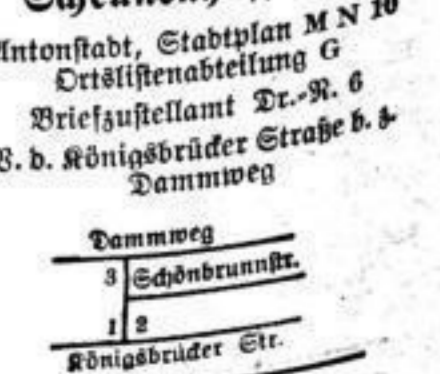 Antonstadt, Stadtplan M N 10
Ortslistenabteilung G
Briefzustellamt Dr.-N. 6
V. d. Königsbrücker Straße b. z.
Dammweg
Dammweg
3 Schönbrunnstr.
1 2
Königsbrücker Str.